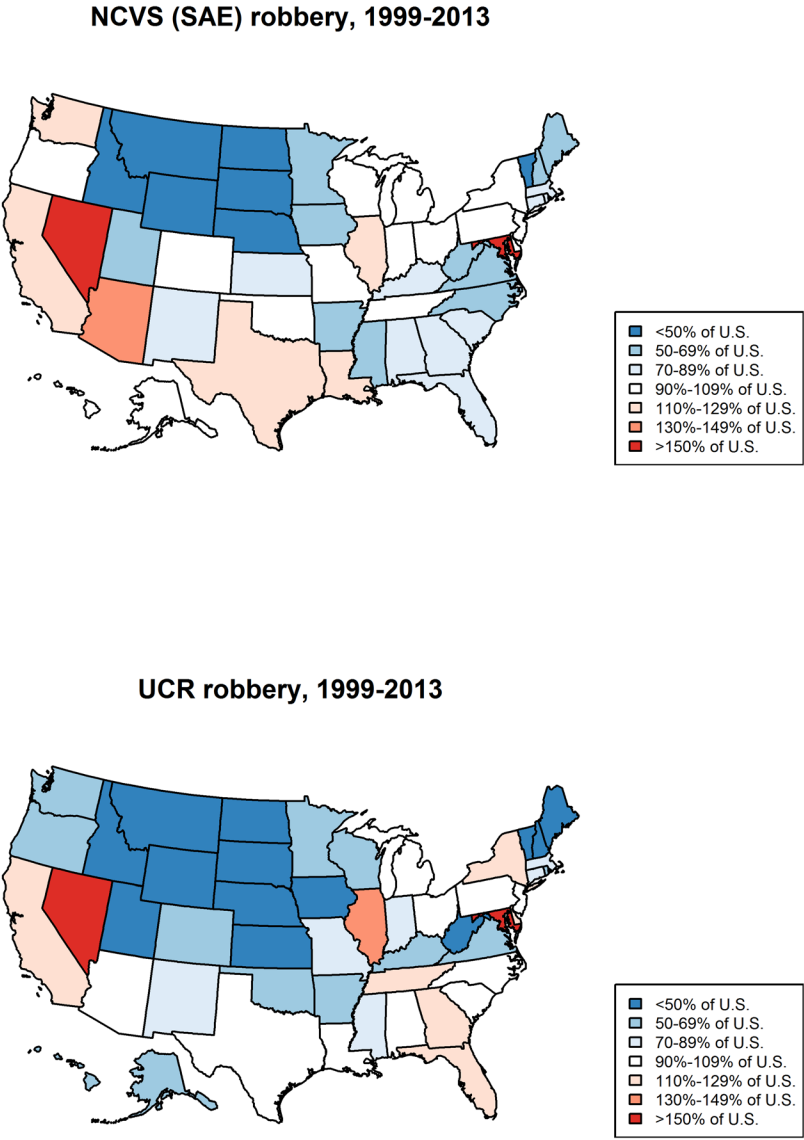 NCVS (SAE) robbery, 1999-2013
<50% of U.S.
50-69% of U.S.
70-89% of U.S.
90%-109% of U.S.
110%-129% of U.S.
130%-149% of U.S.
>150% of U.S.
UCR robbery, 1999-2013
<50% of U.S.
50-69% of U.S.
70-89% of U.S.
90%-109% of U.S.
110%-129% of U.S.
130%-149% of U.S.
>150% of U.S.